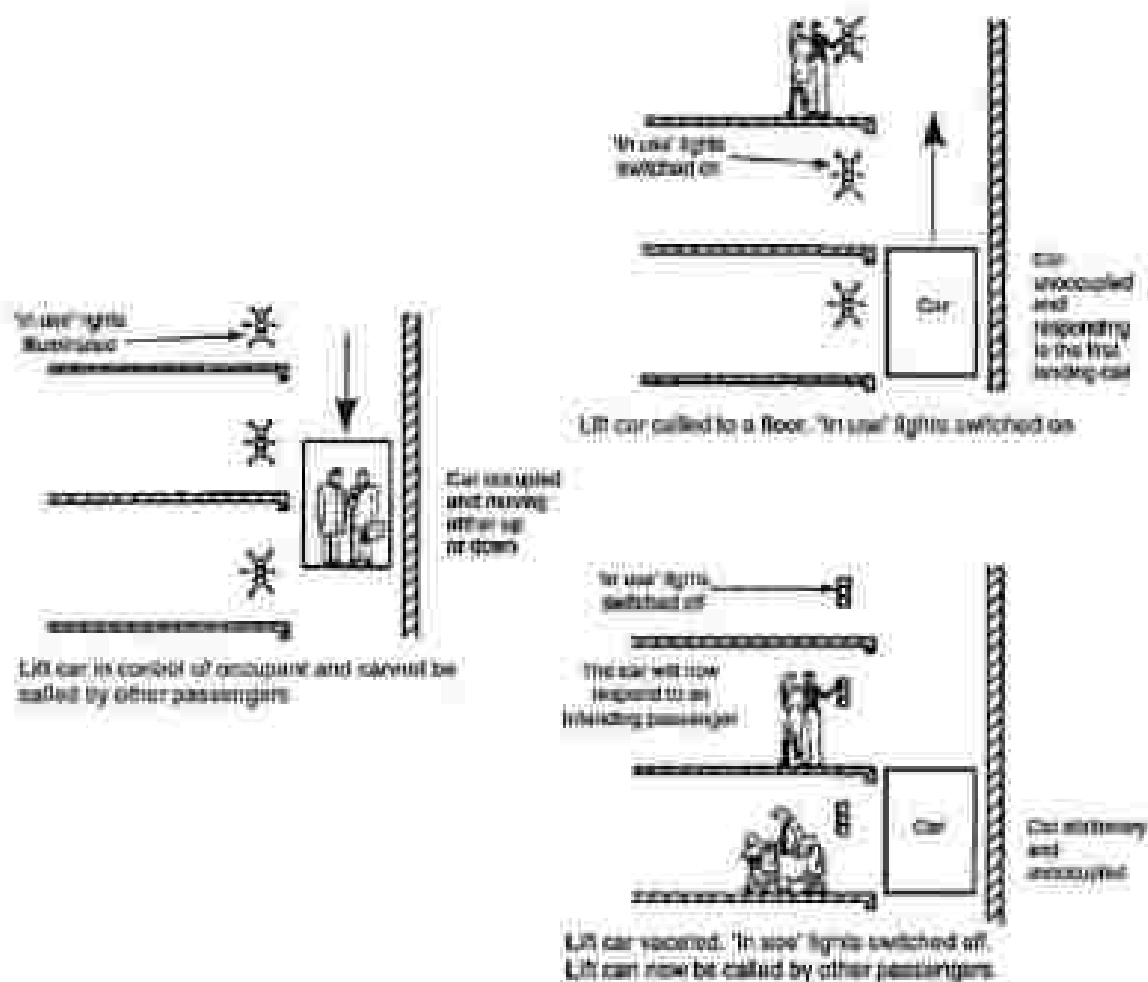 'In use' lights
illuminated
Car occupied
and moving
either up
or down
Lift car in control of occupant and cannot be
called by other passengers
'In use' lights
switched on
Car
Car
unoccupied
and
responding
to the first
landing call
Lift car called to a floor. 'In use' lights switched on
'In use' lights
switched off
The car will now
respond to an
intending passenger
Car
Car stationary
and
unoccupied
Lift car vacated. 'In use' lights switched off.
Lift can now be called by other passengers